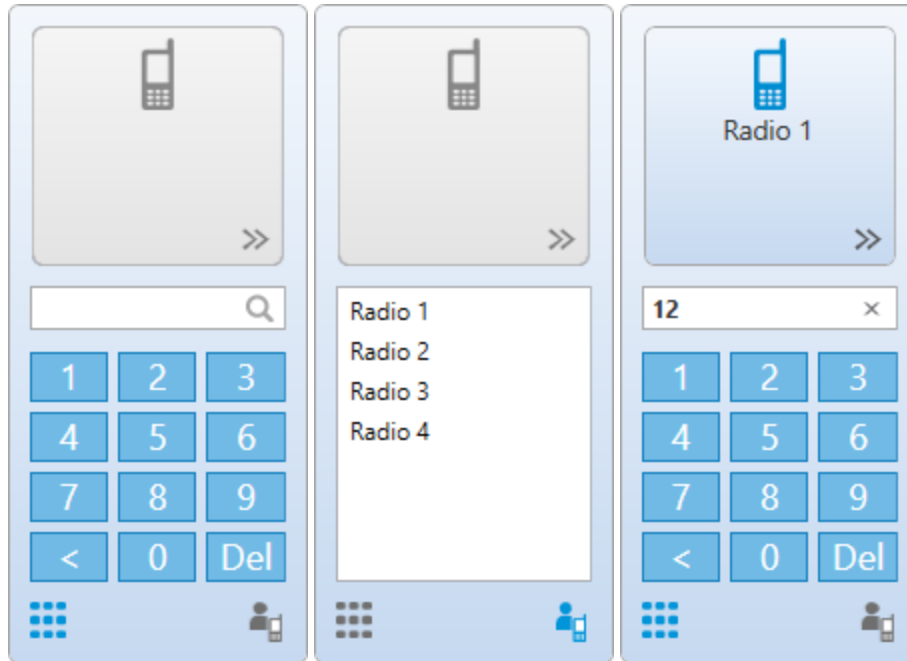 1 2 3
4 5 6
7 8 9
< 0 Del
Radio 1
Radio 2
Radio 3
Radio 4
Radio 1
12 ×
1 2 3
4 5 6
7 8 9
< 0 Del